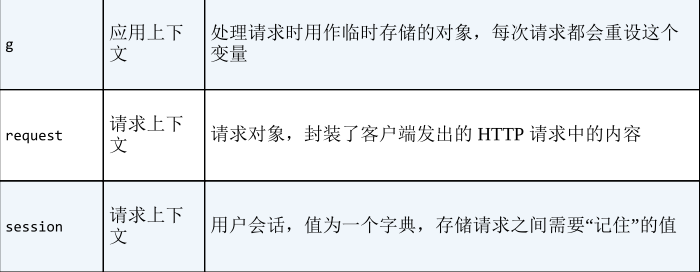 g
应用上下
文
处理请求时用作临时存储的对象，每次请求都会重设这个
变量
request
请求上下
文
请求对象，封装了客户端发出的 HTTP 请求中的内容
session
请求上下
文
用户会话，值为一个字典，存储请求之间需要“记住”的值